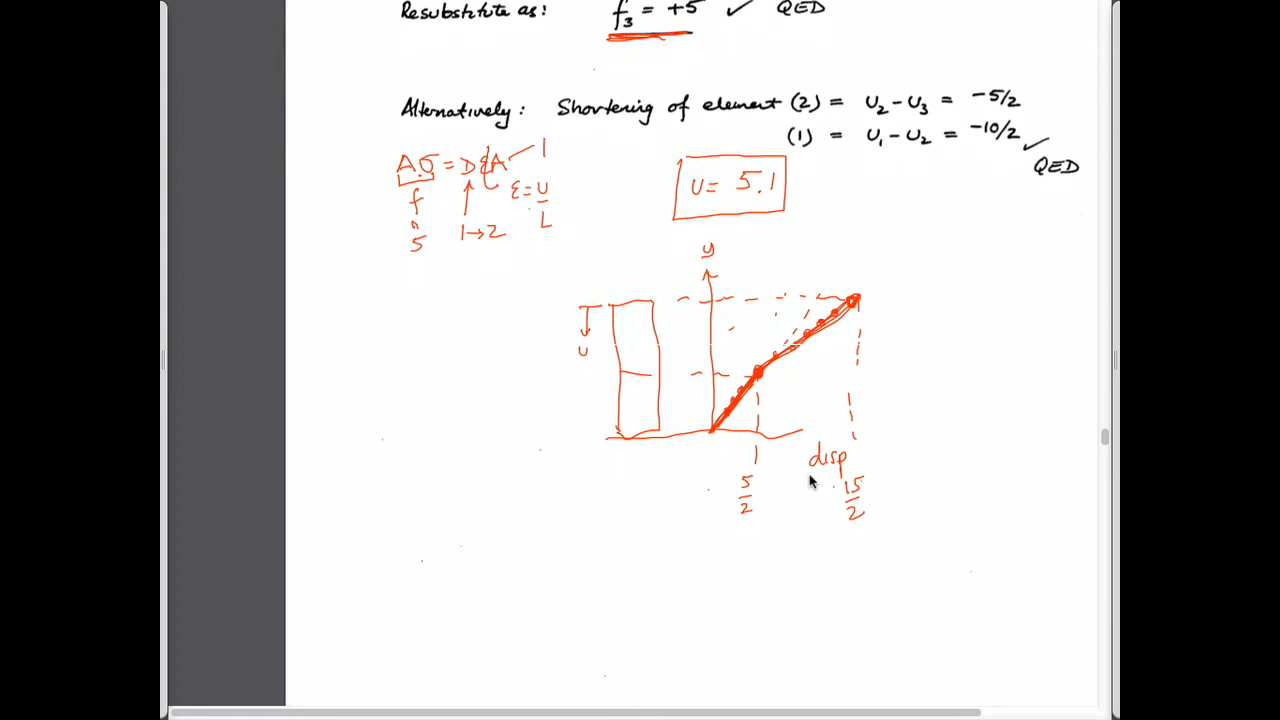 Resubstitute as: f₃ = +5 ✓ QED
Alternatively: Shortening of element (2) = U₂ - U₃ = -5/2
(1) = U₁ - U₂ = -10/2 ✓
QED
Aσ = DεA 1
f
5
1→2
ε = u/L
u = 5.1
y
u
disp
5/2
15/2